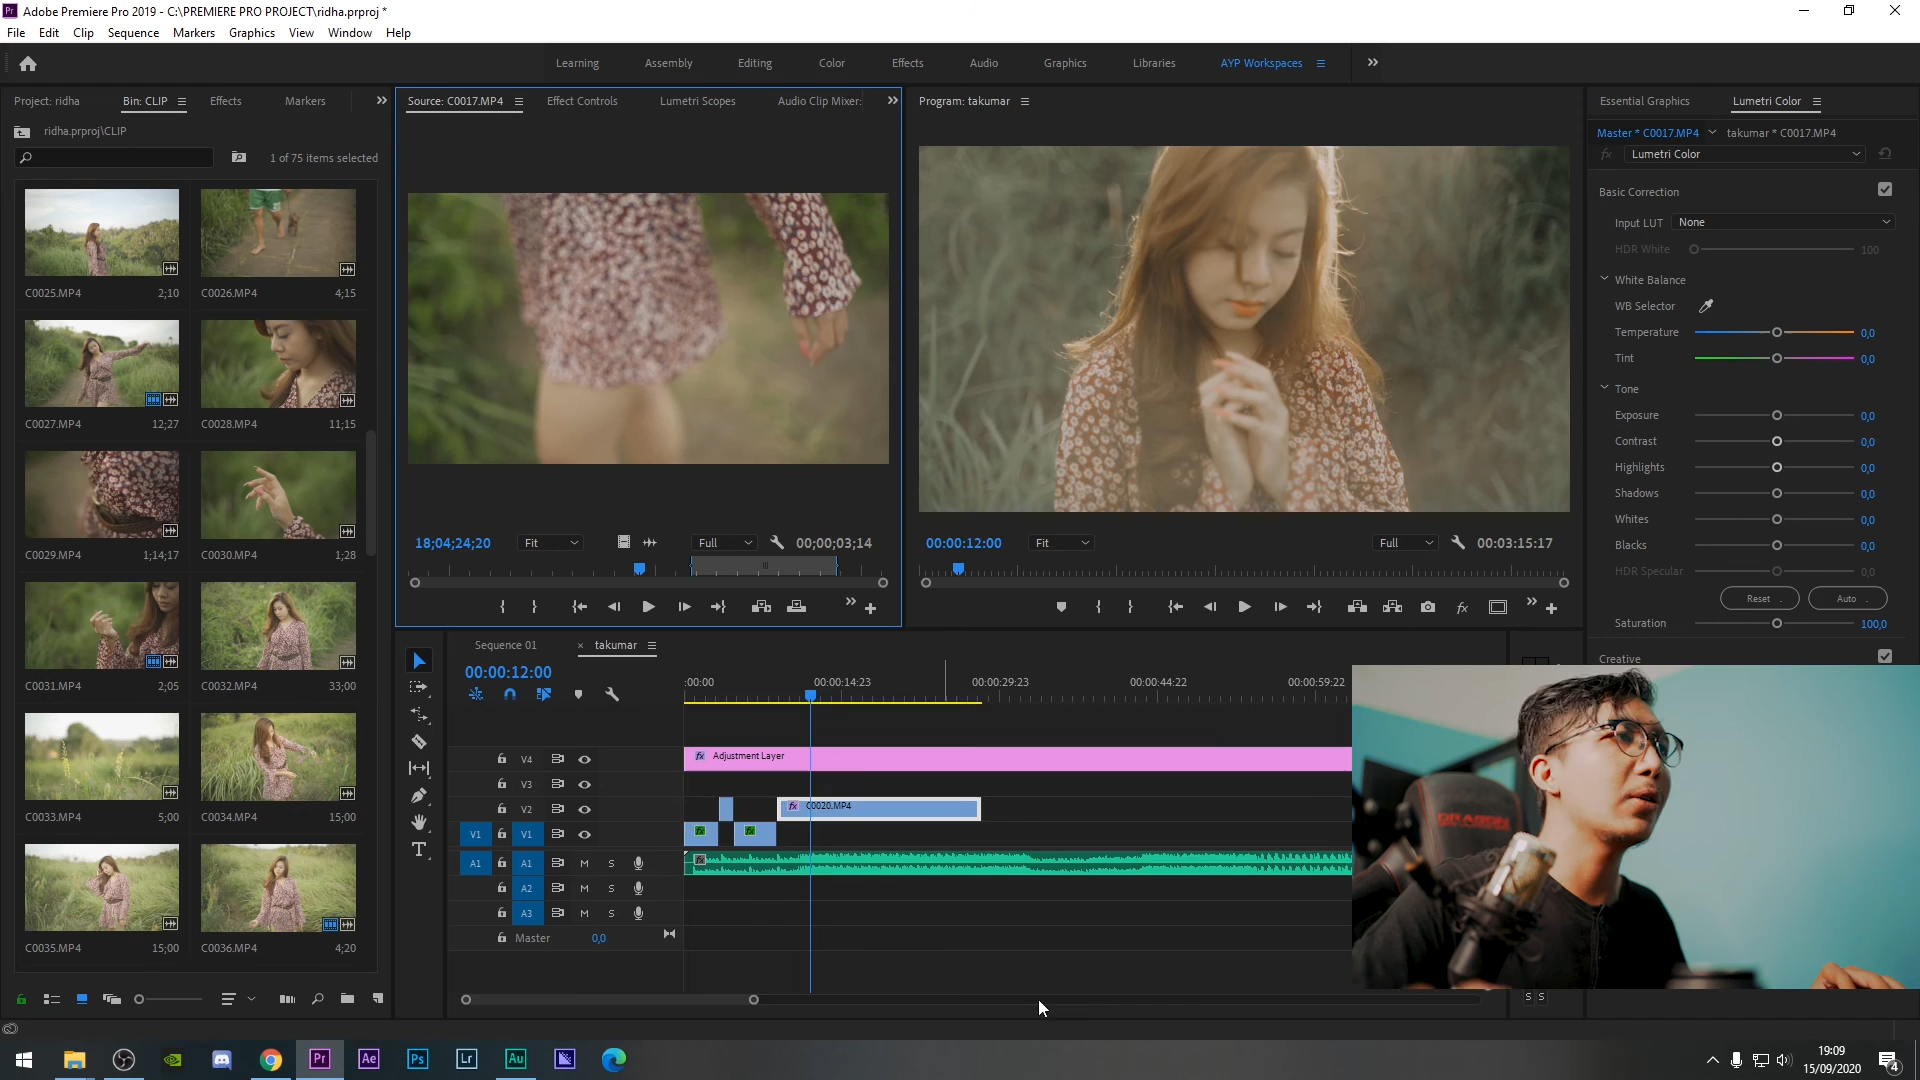 Adobe Premiere Pro 2019 - C:\PREMIERE PRO PROJECT\ridha.prproj *
File Edit Clip Sequence Markers Graphics View Window Help
Learning Assembly Editing Color Effects Audio Graphics Libraries AYP Workspaces
Project: ridha Bin: CLIP Effects Markers
ridha.prproj\CLIP
1 of 75 items selected
C0025.MP4 2;10 C0026.MP4 4;15
C0027.MP4 12;27 C0028.MP4 11;15
C0029.MP4 1;14;17 C0030.MP4 1;28
C0031.MP4 2;05 C0032.MP4 33;00
C0033.MP4 5;00 C0034.MP4 15;00
C0035.MP4 15;00 C0036.MP4 4;20
Source: C0017.MP4 Effect Controls Lumetri Scopes Audio Clip Mixer:
18;04;24;20 Fit Full 00;00;03;14
Program: takumar
00:00:12:00 Fit Full 00:03:15:17
Essential Graphics Lumetri Color
Master * C0017.MP4 takumar * C0017.MP4
fx Lumetri Color
Basic Correction
Input LUT None
HDR White 100
White Balance
WB Selector
Temperature 0,0
Tint 0,0
Tone
Exposure 0,0
Contrast 0,0
Highlights 0,0
Shadows 0,0
Whites 0,0
Blacks 0,0
HDR Specular 0,0
Reset Auto
Saturation 100,0
Creative
Sequence 01 × takumar
00:00:12:00
:00:00 00:00:14:23 00:00:29:23 00:00:44:22 00:00:59:22
V4 fx Adjustment Layer
V3
V2 fx C0020.MP4
V1 V1 fx fx
A1 A1 M S fx
A2 M S
A3 M S
Master 0,0
S S
Pr Ae Ps Lr Au
19:09
15/09/2020
4